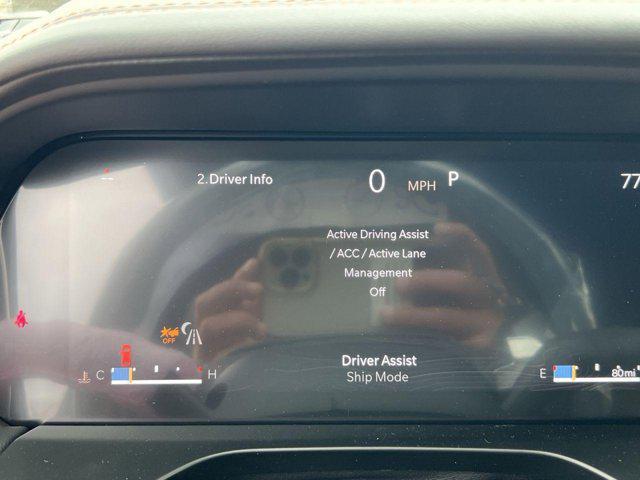 2.Driver Info
0 MPH P
77°
Active Driving Assist
/ ACC / Active Lane
Management
Off
OFF
Driver Assist
Ship Mode
C H
E 80mi